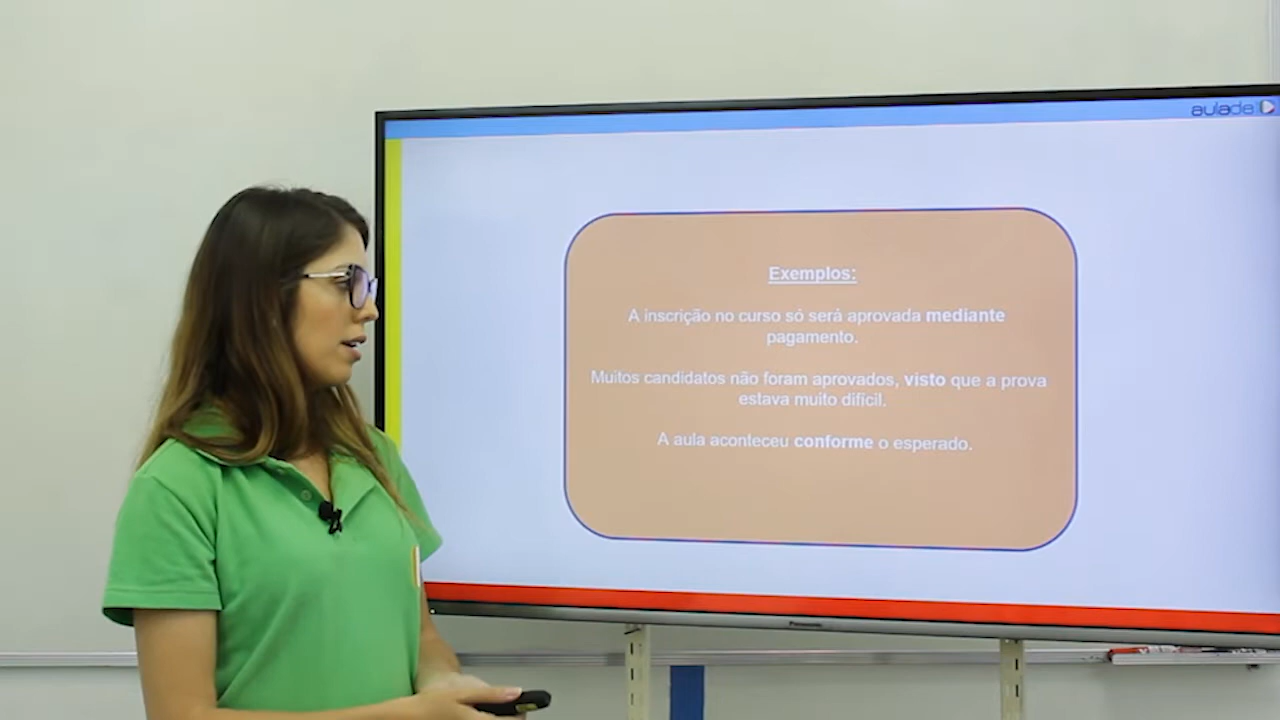 aulade
Exemplos:
A inscrição no curso só será aprovada mediante
pagamento.
Muitos candidatos não foram aprovados, visto que a prova
estava muito difícil.
A aula aconteceu conforme o esperado.
Panasonic